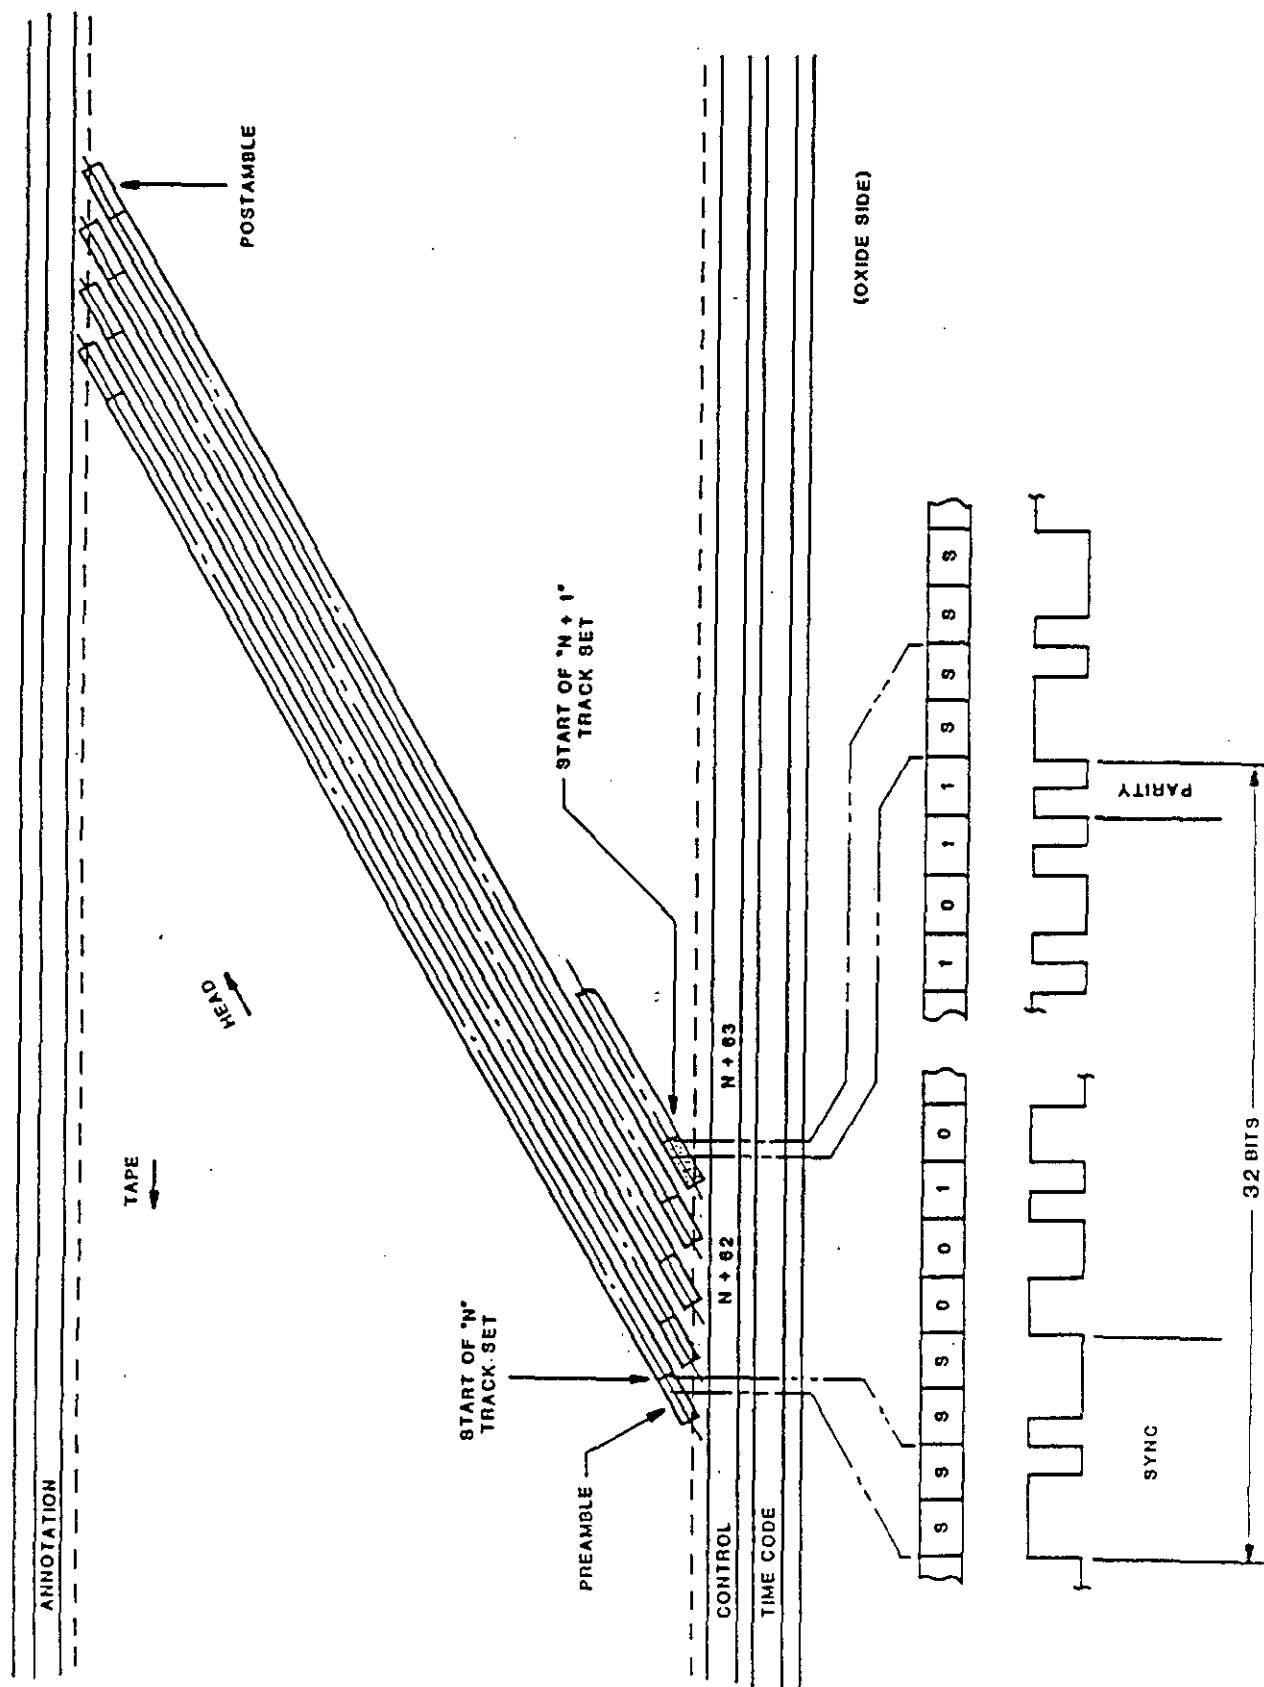 ANNOTATION
POSTAMBLE
HEAD
TAPE
START OF "N"
TRACK SET
START OF "N + 1"
TRACK SET
PREAMBLE
CONTROL
N + 62
N + 63
TIME CODE
(OXIDE SIDE)
S S S S 0 0 1 0
1 0 1 1 S S S S
SYNC
PARITY
32 BITS